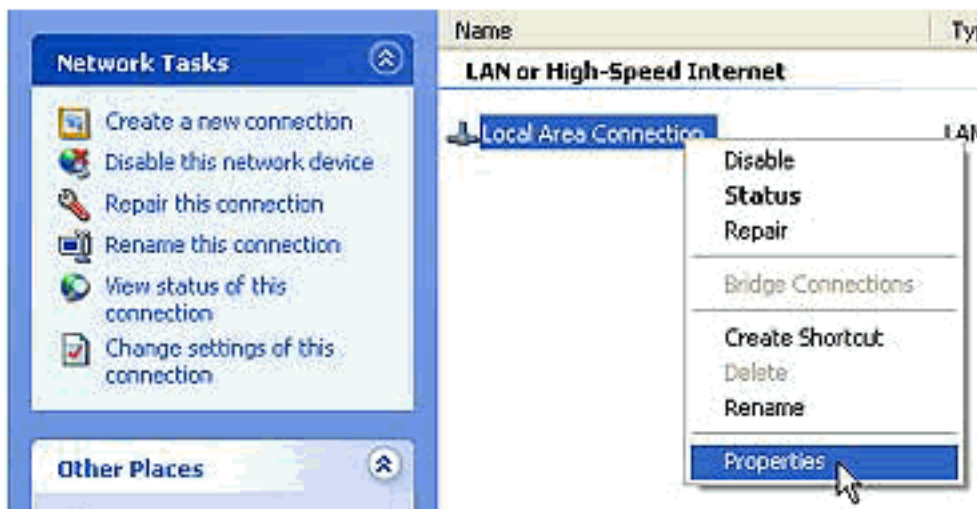 Network Tasks
Create a new connection
Disable this network device
Repair this connection
Rename this connection
View status of this
connection
Change settings of this
connection
Other Places
Name
LAN or High-Speed Internet
Local Area Connection
Disable
Status
Repair
Bridge Connections
Create Shortcut
Delete
Rename
Properties